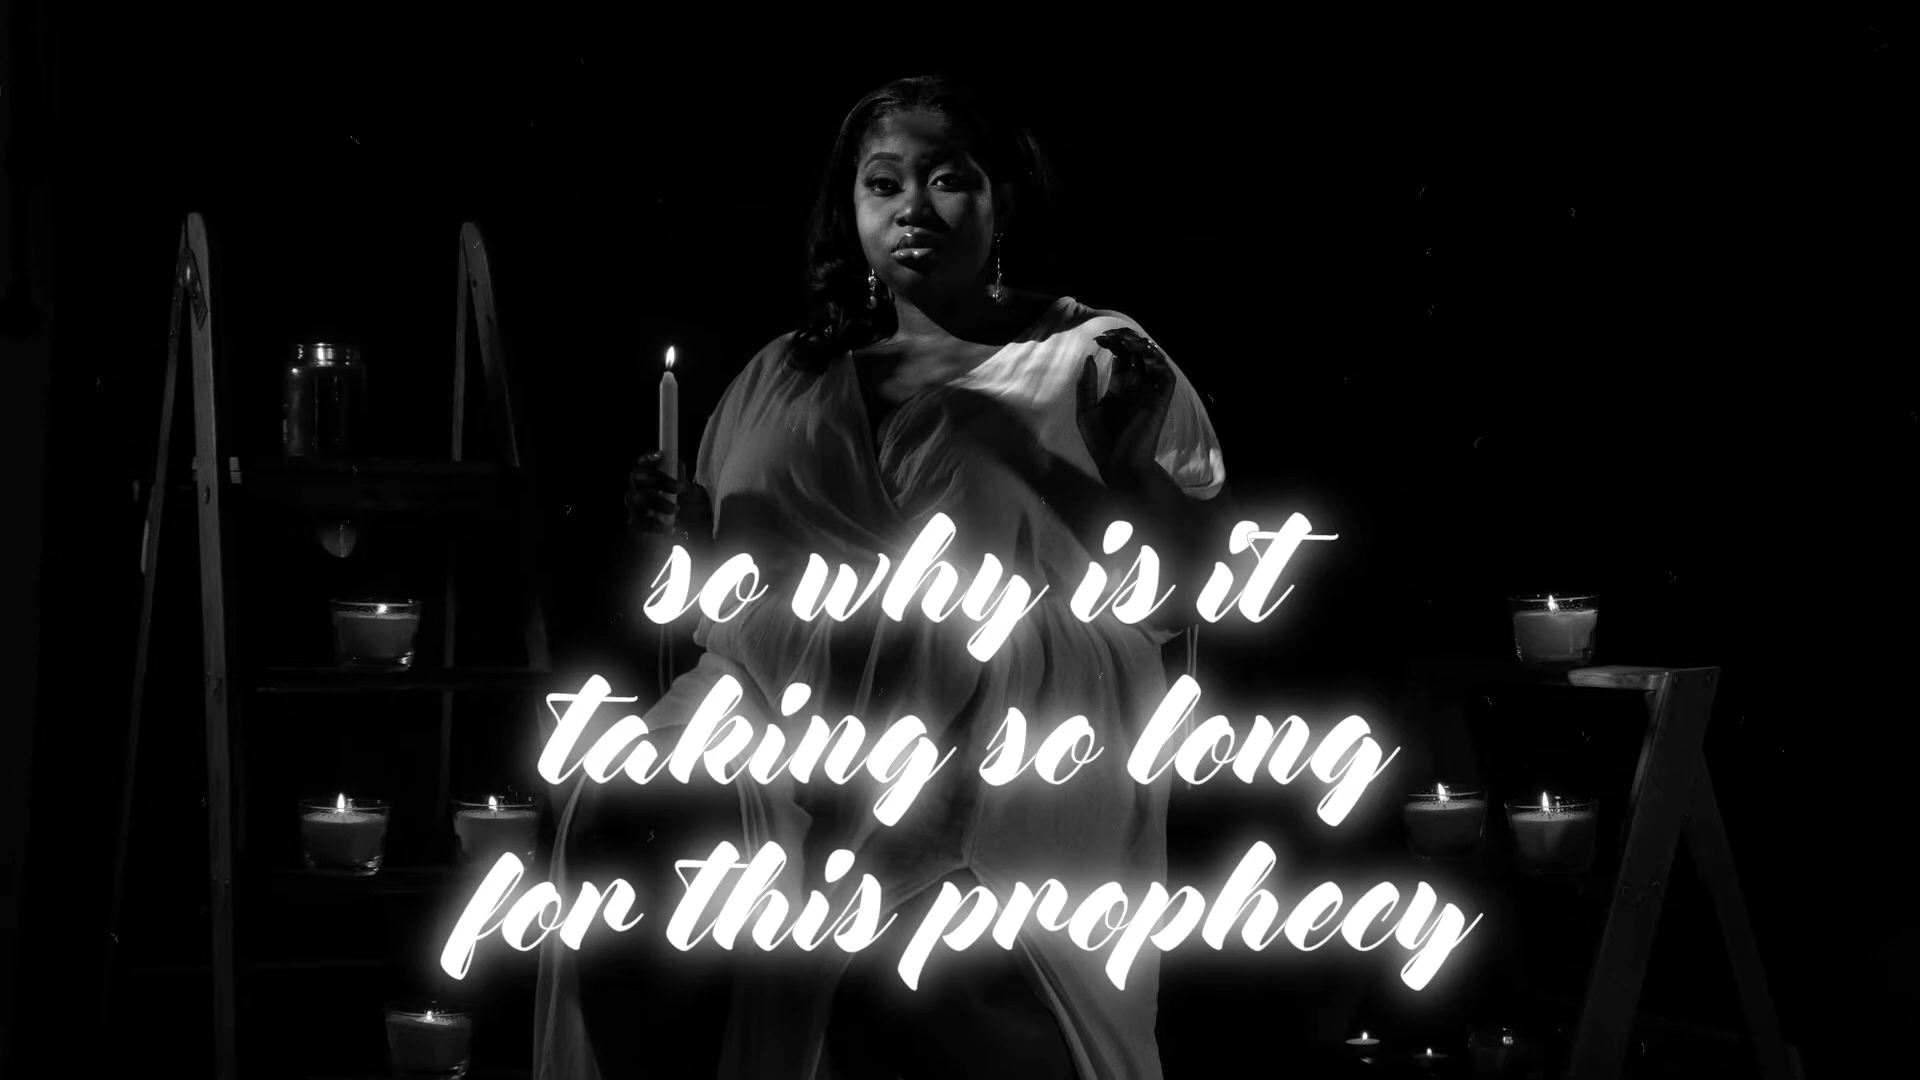 so why is it
taking so long
for this prophecy